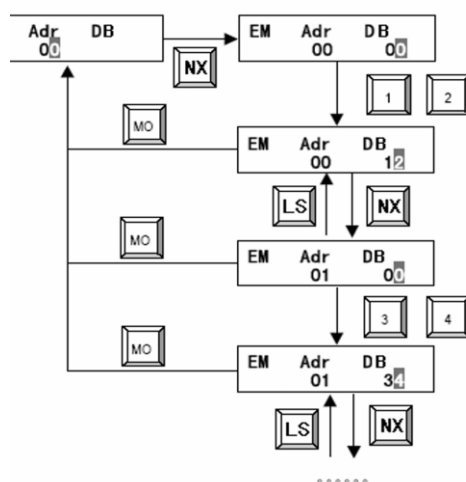 Adr DB
00
NX
EM Adr DB
00 00
1 2
MO
EM Adr DB
00 12
LS NX
MO
EM Adr DB
01 00
3 4
MO
EM Adr DB
01 34
LS NX